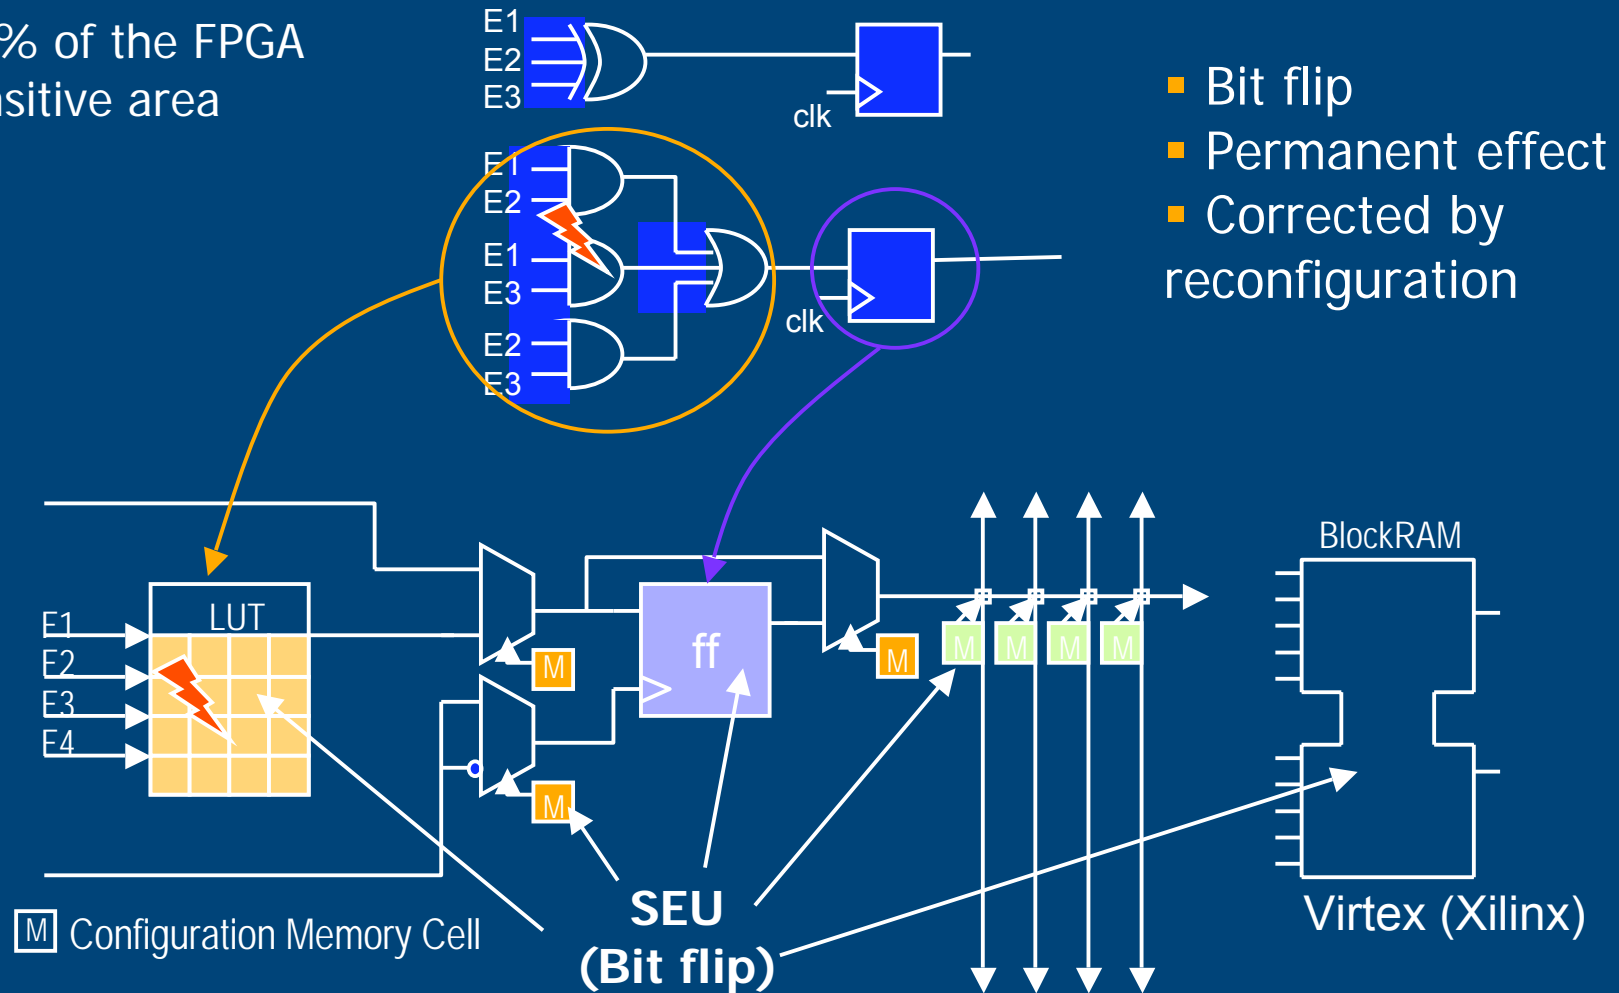 % of the FPGA
sitive area
E1
E2
E3
clk
Bit flip
Permanent effect
Corrected by
reconfiguration
E1
E2
E1
E3
E2
E3
clk
BlockRAM
LUT
E1
E2
E3
E4
ff
M
M
M
M M M M
SEU
(Bit flip)
Virtex (Xilinx)
M Configuration Memory Cell